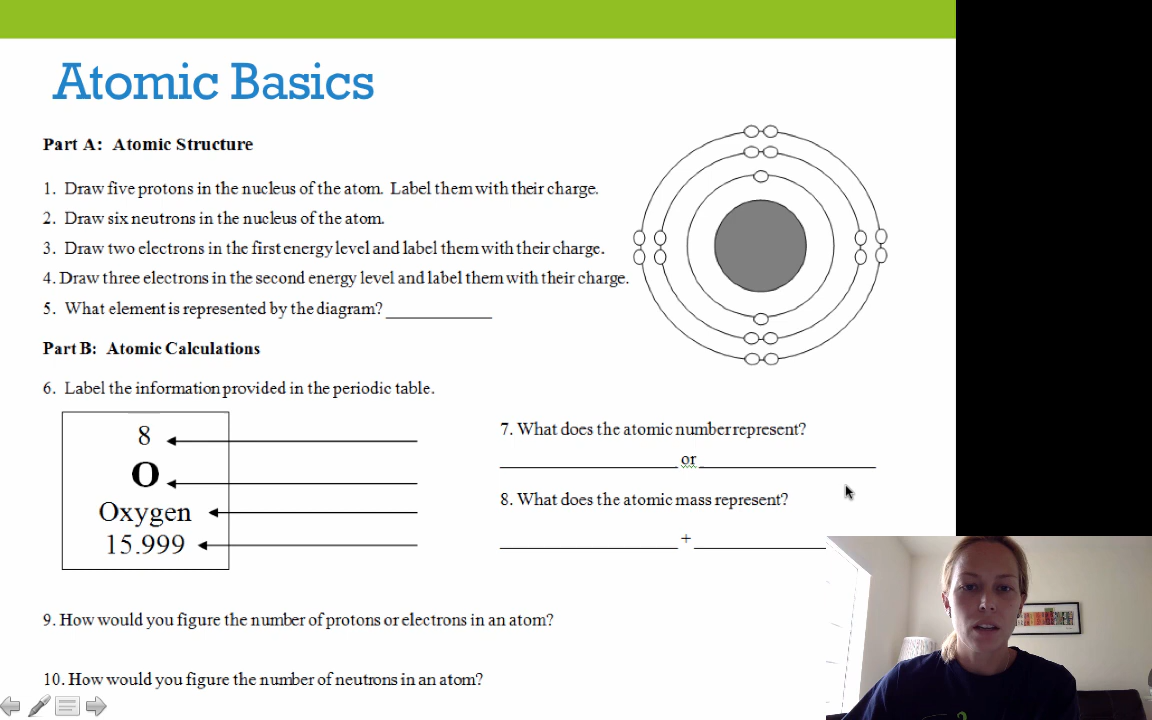 Atomic Basics
Part A: Atomic Structure
1. Draw five protons in the nucleus of the atom. Label them with their charge.
2. Draw six neutrons in the nucleus of the atom.
3. Draw two electrons in the first energy level and label them with their charge.
4. Draw three electrons in the second energy level and label them with their charge.
5. What element is represented by the diagram? ____________
Part B: Atomic Calculations
6. Label the information provided in the periodic table.
8
O
Oxygen
15.999
7. What does the atomic number represent?
____________________ or ____________________
8. What does the atomic mass represent?
____________________ + _______________
9. How would you figure the number of protons or electrons in an atom?
10. How would you figure the number of neutrons in an atom?